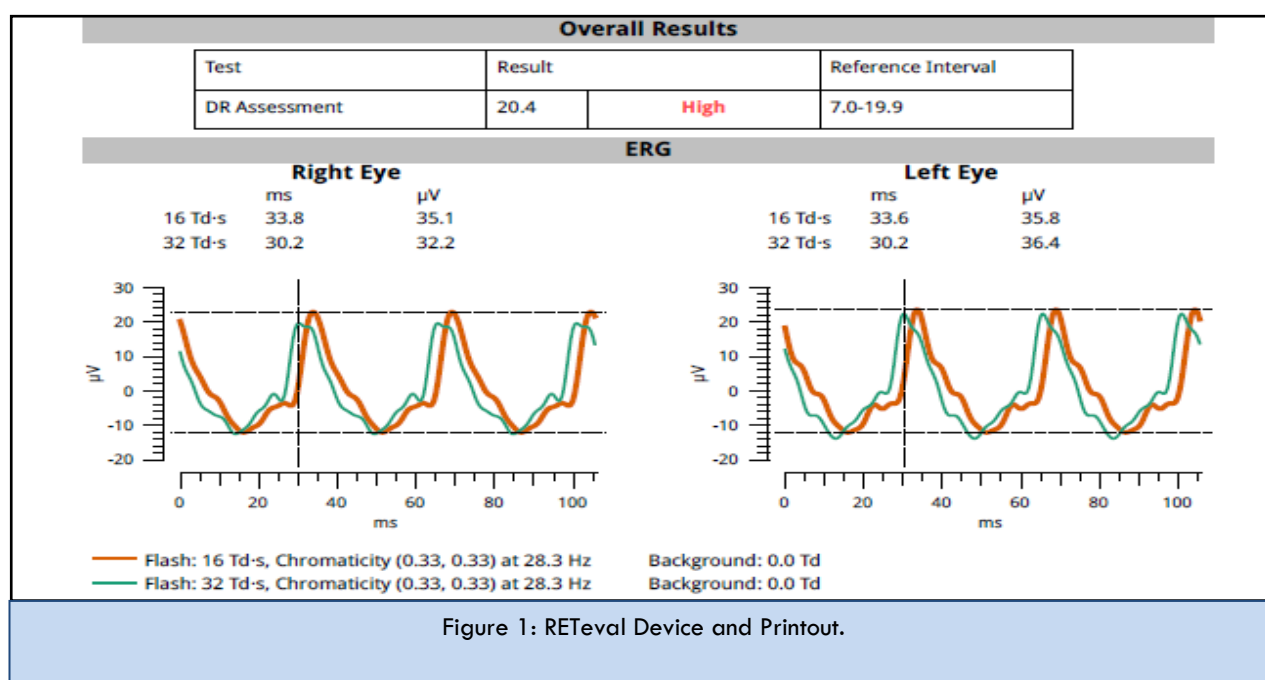 Overall Results
Test Result Reference Interval
DR Assessment 20.4 High 7.0-19.9
ERG
Right Eye
ms µV
16 Td·s 33.8 35.1
32 Td·s 30.2 32.2
30
20
10
0
-10
-20
µV
0 20 40 60 80 100
ms
Left Eye
ms µV
16 Td·s 33.6 35.8
32 Td·s 30.2 36.4
30
20
10
0
-10
-20
µV
0 20 40 60 80 100
ms
Flash: 16 Td·s, Chromaticity (0.33, 0.33) at 28.3 Hz Background: 0.0 Td
Flash: 32 Td·s, Chromaticity (0.33, 0.33) at 28.3 Hz Background: 0.0 Td
Figure 1: RETeval Device and Printout.